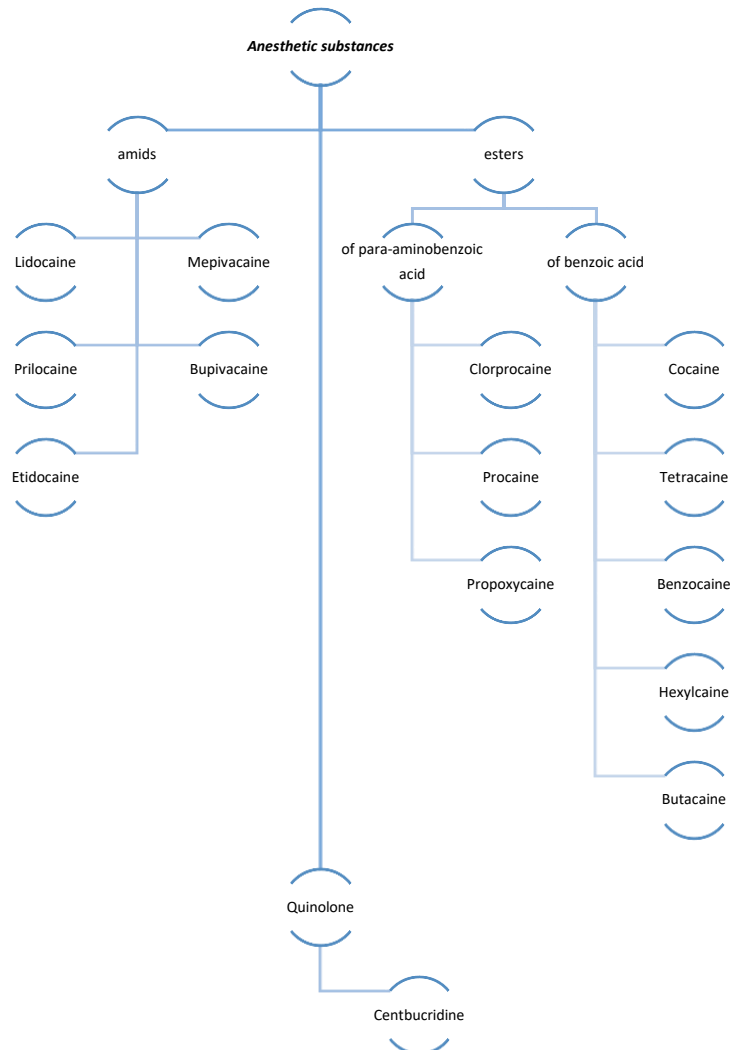 Anesthetic substances
amids
esters
Lidocaine
Mepivacaine
Prilocaine
Bupivacaine
Etidocaine
of para-aminobenzoic
acid
of benzoic acid
Clorprocaine
Procaine
Propoxycaine
Cocaine
Tetracaine
Benzocaine
Hexylcaine
Butacaine
Quinolone
Centbucridine